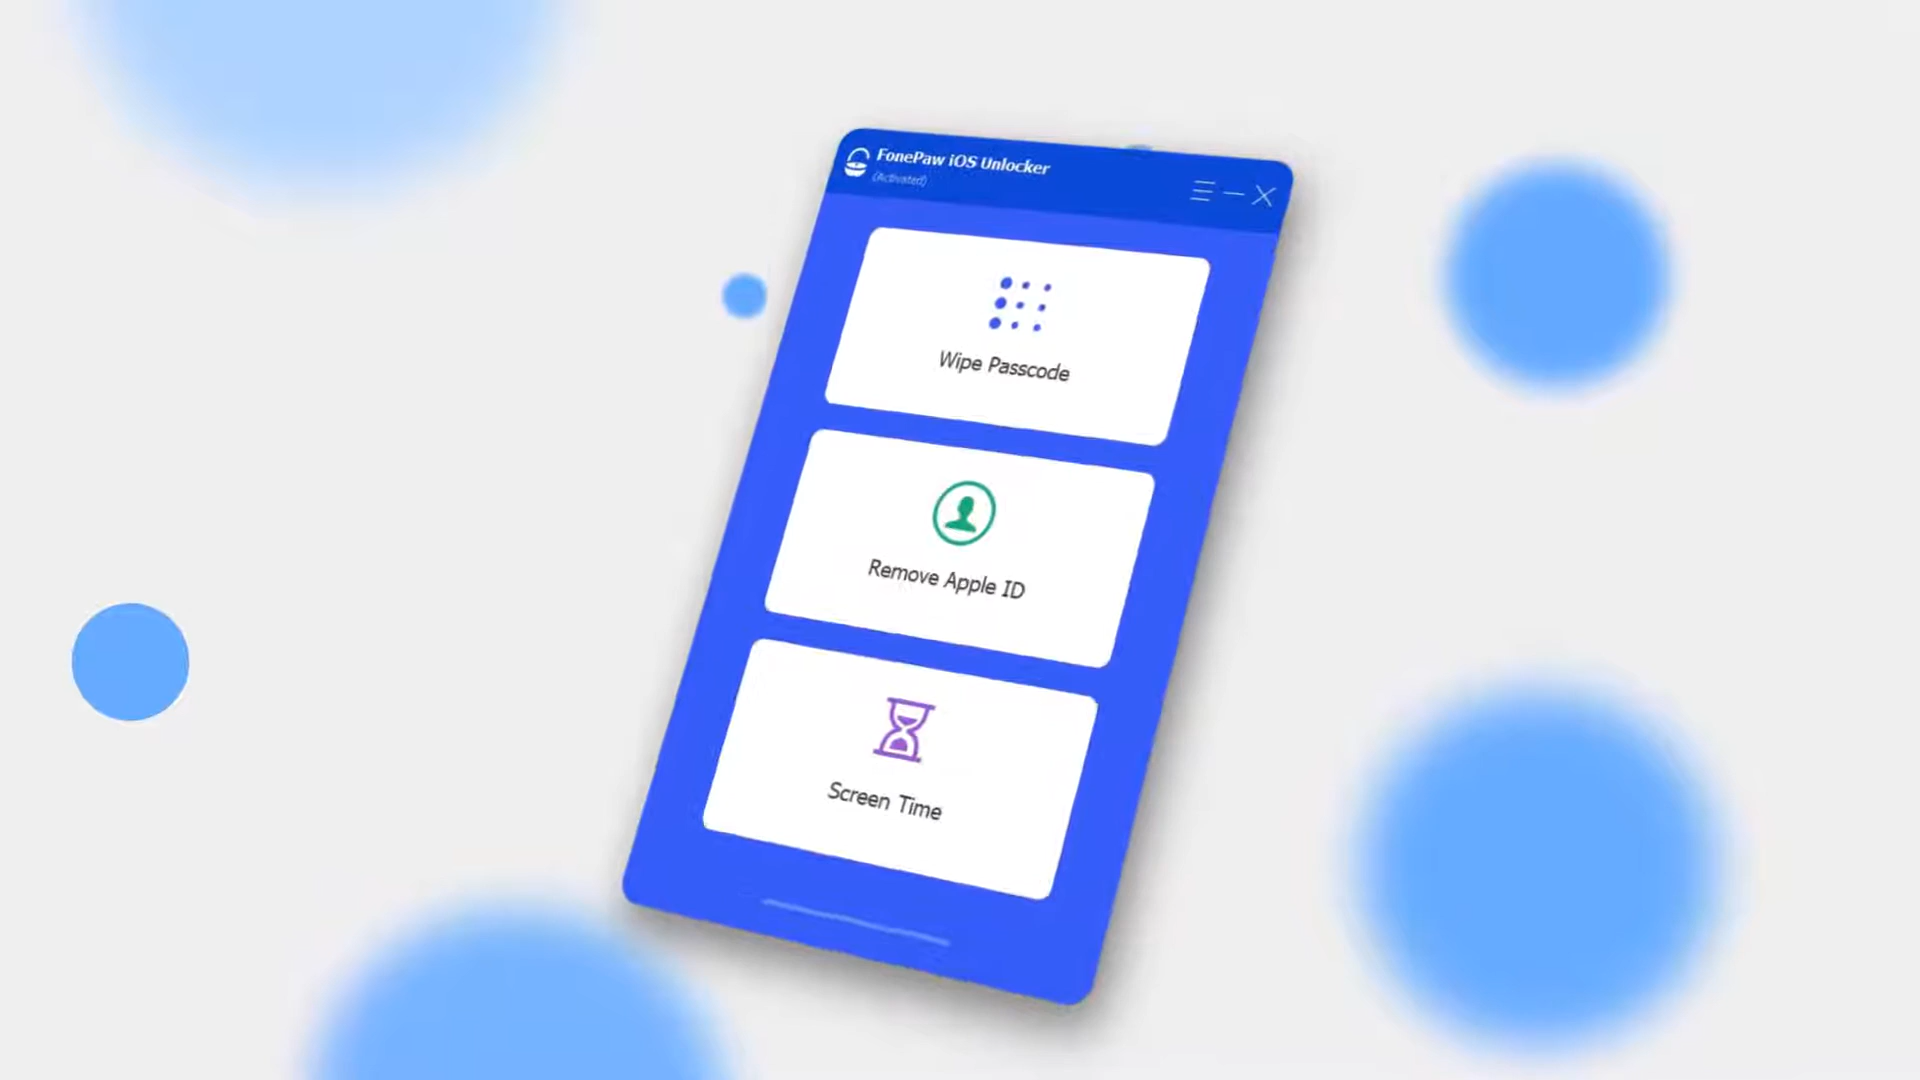 FonePaw iOS Unlocker
(Activated)
Wipe Passcode
Remove Apple ID
Screen Time